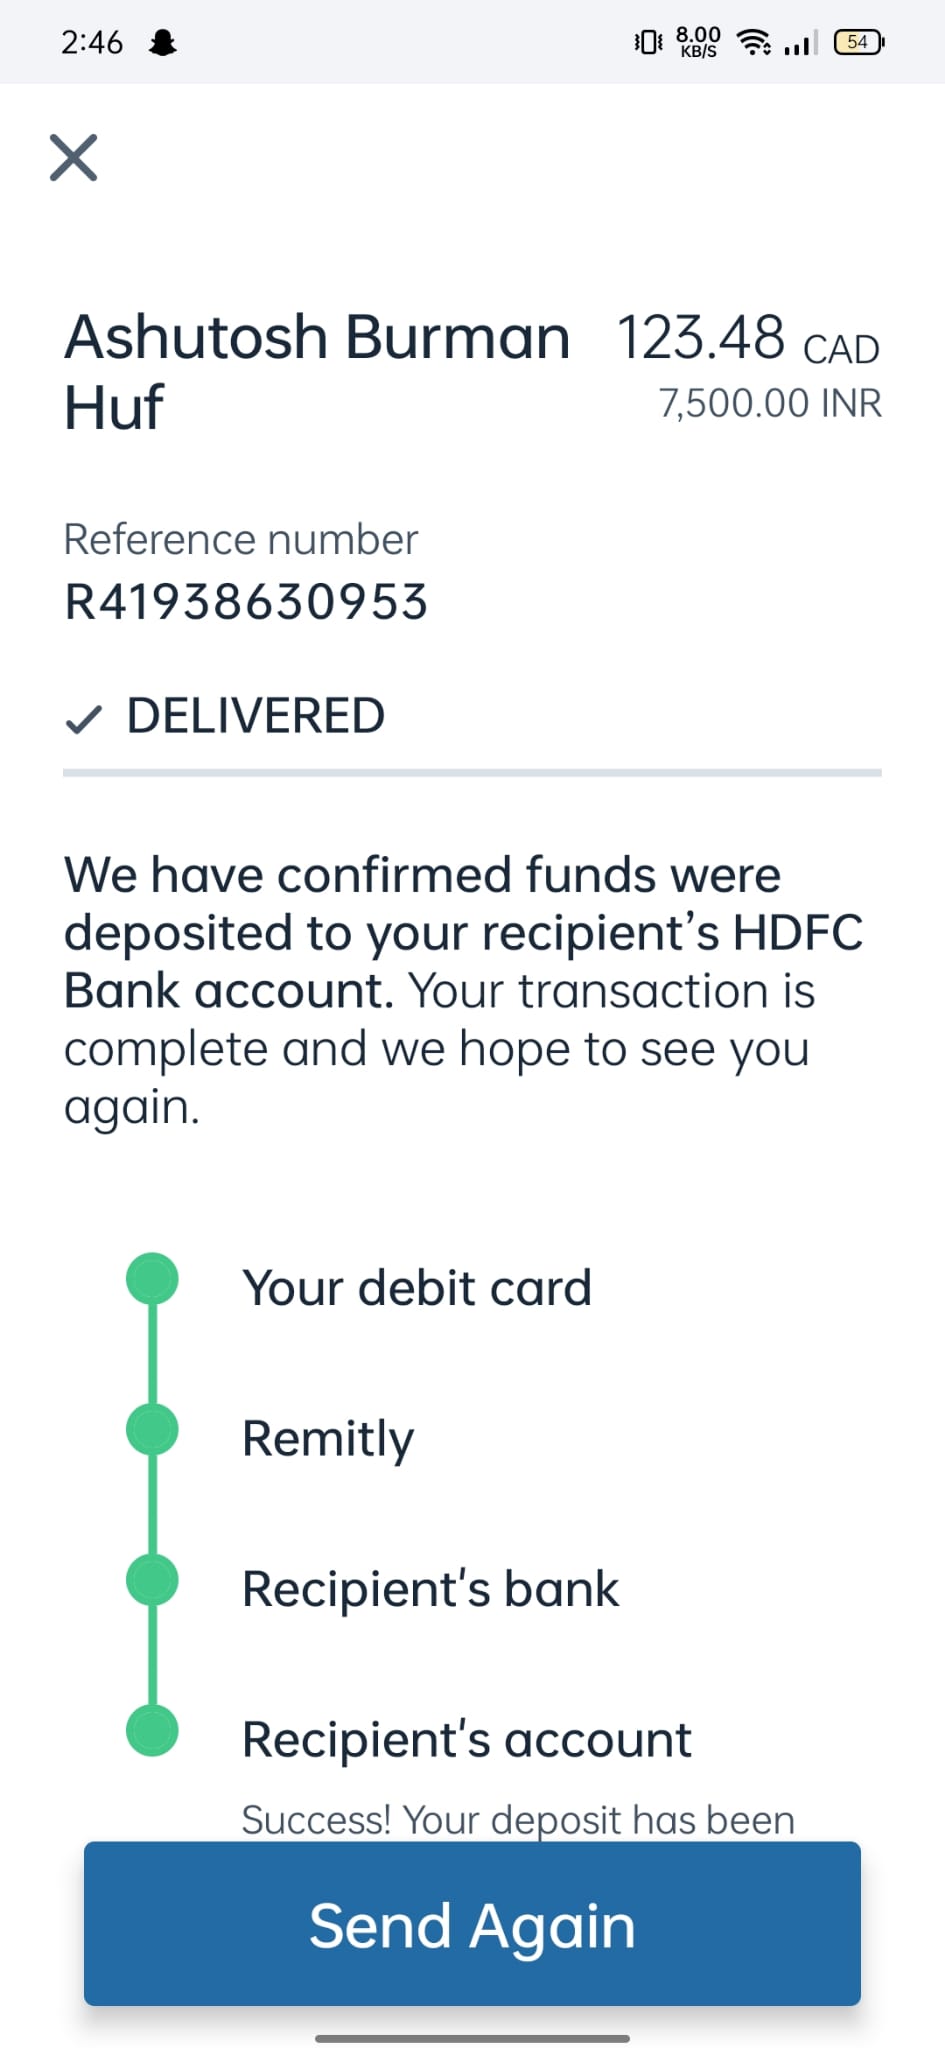 2:46
8.00
KB/S
54
Ashutosh Burman
Huf
123.48 CAD
7,500.00 INR
Reference number
R41938630953
DELIVERED
We have confirmed funds were
deposited to your recipient’s HDFC
Bank account. Your transaction is
complete and we hope to see you
again.
Your debit card
Remitly
Recipient's bank
Recipient's account
Success! Your deposit has been
Send Again